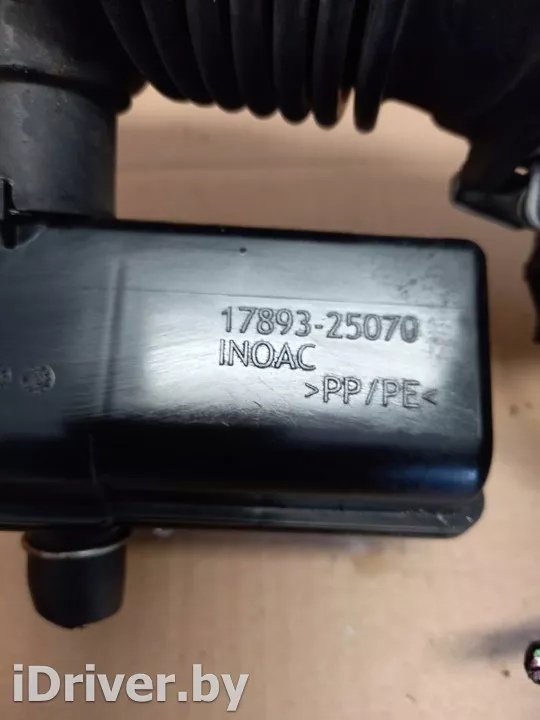 17893-25070
INOAC
>PP/PE<
iDriver.by